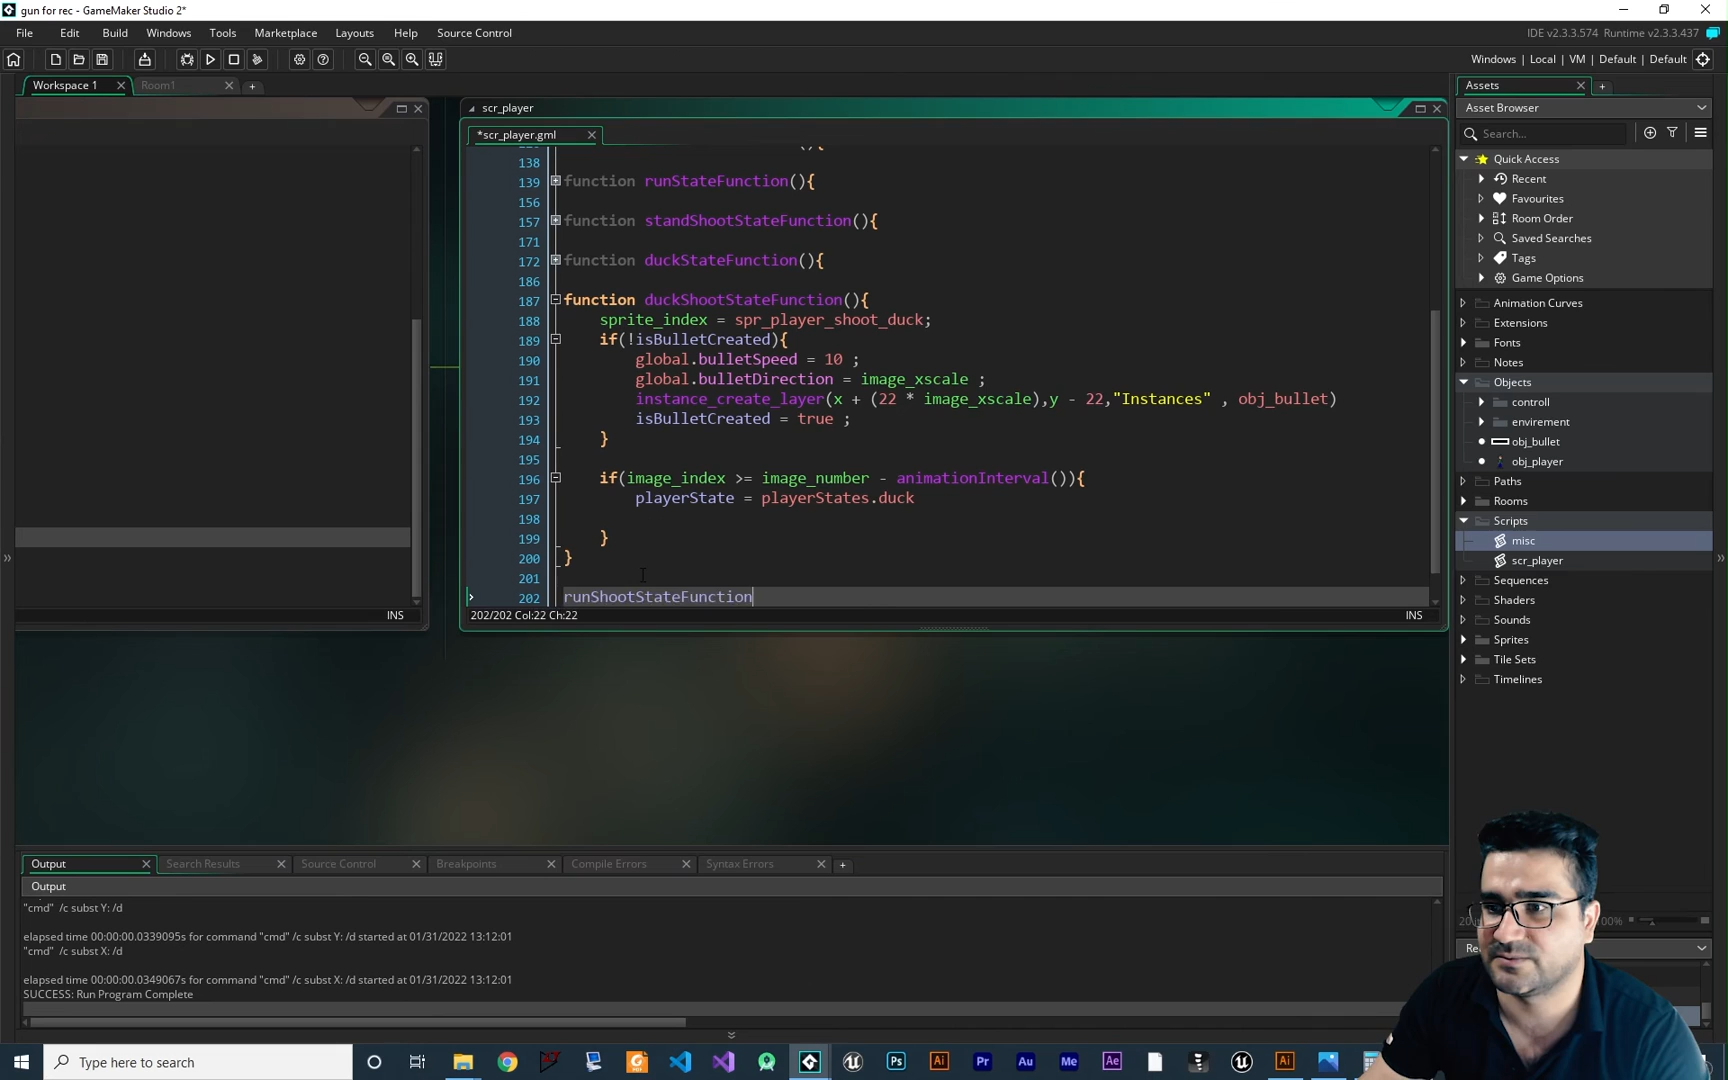 gun for rec - GameMaker Studio 2*
File Edit Build Windows Tools Marketplace Layouts Help Source Control
IDE v2.3.3.574 Runtime v2.3.3.437
Windows | Local | VM | Default | Default
Workspace 1
Room1
Assets
scr_player
Asset Browser
*scr_player.gml
Search...
138
139 function runStateFunction(){
156
157 function standShootStateFunction(){
171
172 function duckStateFunction(){
186
187 function duckShootStateFunction(){
188 sprite_index = spr_player_shoot_duck;
189 if(!isBulletCreated){
190 global.bulletSpeed = 10 ;
191 global.bulletDirection = image_xscale ;
192 instance_create_layer(x + (22 * image_xscale),y - 22,"Instances" , obj_bullet)
193 isBulletCreated = true ;
194 }
195
196 if(image_index >= image_number - animationInterval()){
197 playerState = playerStates.duck
198
199 }
200 }
201
202 runShootStateFunction
INS
202/202 Col:22 Ch:22
INS
Quick Access
Recent
Favourites
Room Order
Saved Searches
Tags
Game Options
Animation Curves
Extensions
Fonts
Notes
Objects
controll
envirement
obj_bullet
obj_player
Paths
Rooms
Scripts
misc
scr_player
Sequences
Shaders
Sounds
Sprites
Tile Sets
Timelines
Output
Search Results
Source Control
Breakpoints
Compile Errors
Syntax Errors
Output
"cmd" /c subst Y: /d
elapsed time 00:00:00.0339095s for command "cmd" /c subst Y: /d started at 01/31/2022 13:12:01
"cmd" /c subst X: /d
elapsed time 00:00:00.0349067s for command "cmd" /c subst X: /d started at 01/31/2022 13:12:01
SUCCESS: Run Program Complete
Type here to search